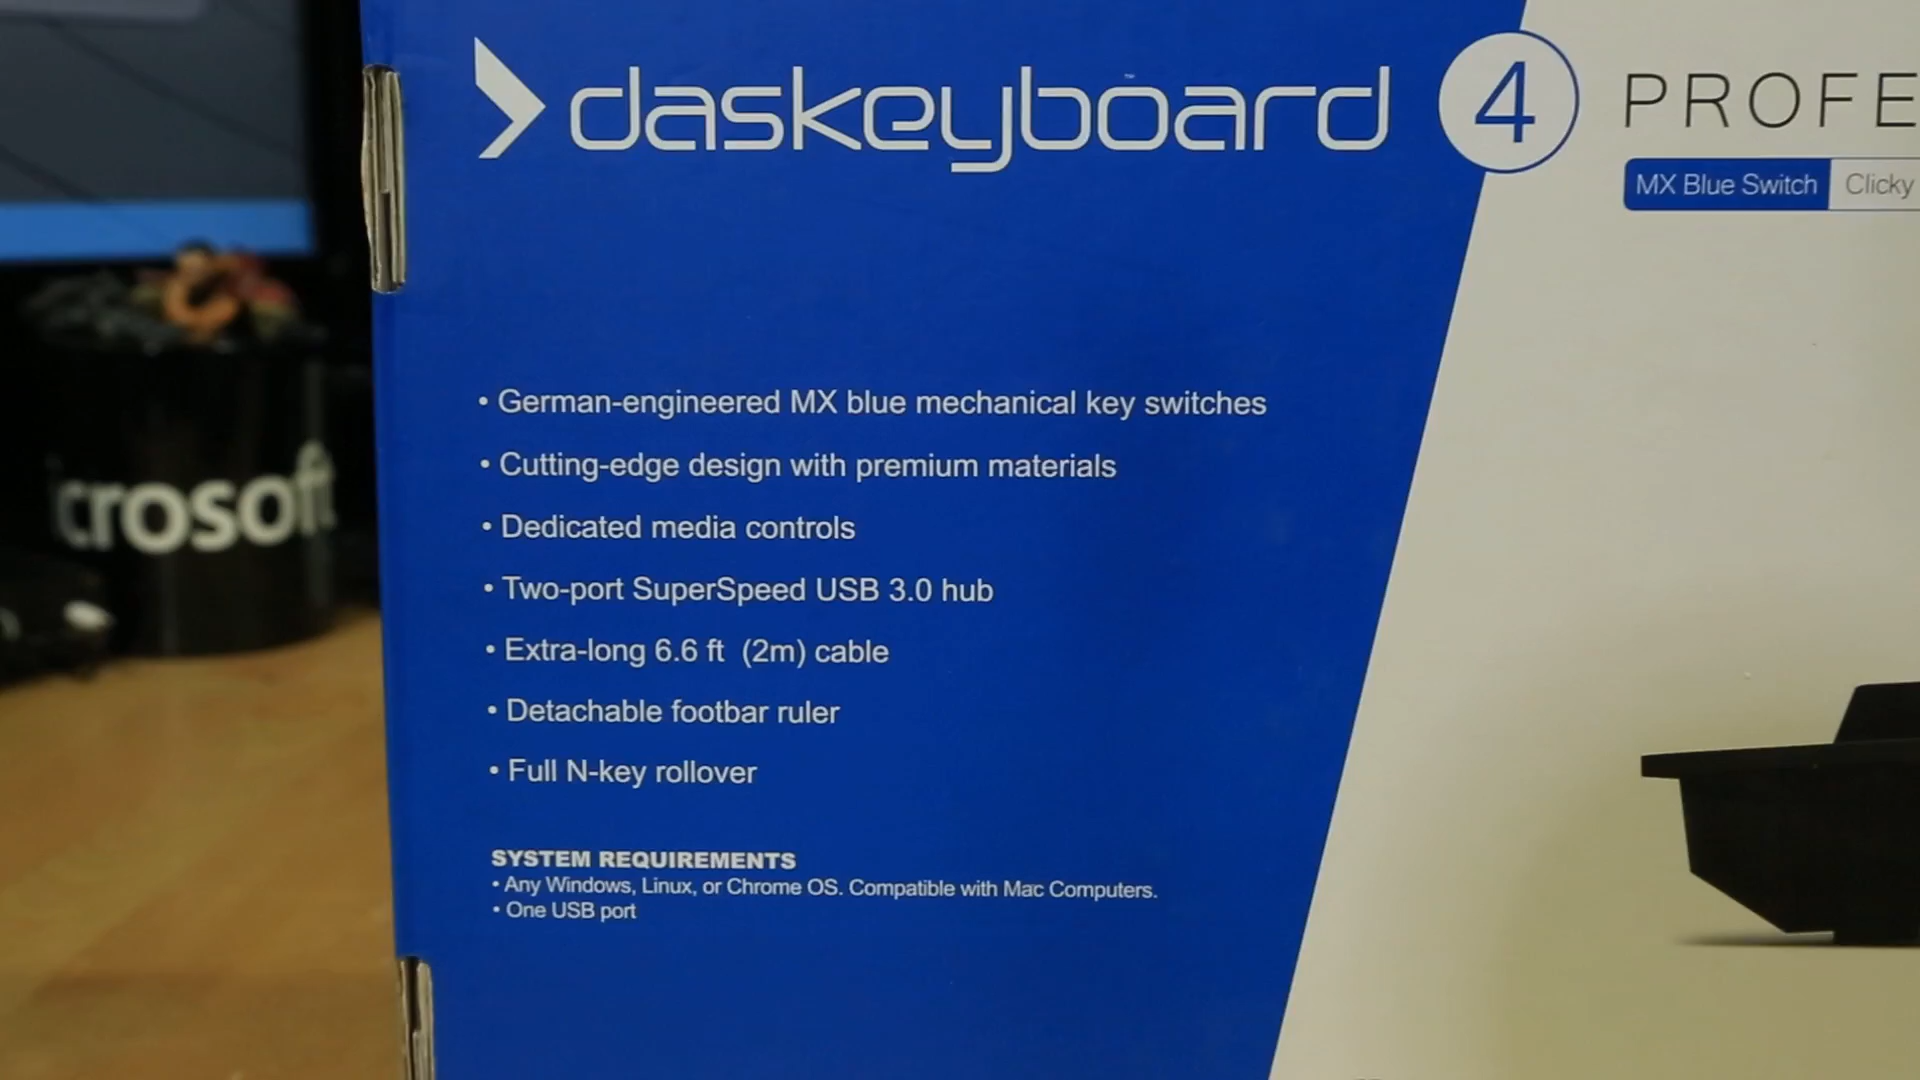 daskeyboard 4 PROFE
MX Blue Switch Clicky
• German-engineered MX blue mechanical key switches
• Cutting-edge design with premium materials
• Dedicated media controls
• Two-port SuperSpeed USB 3.0 hub
• Extra-long 6.6 ft (2m) cable
• Detachable footbar ruler
• Full N-key rollover
SYSTEM REQUIREMENTS
• Any Windows, Linux, or Chrome OS. Compatible with Mac Computers.
• One USB port
crosoft